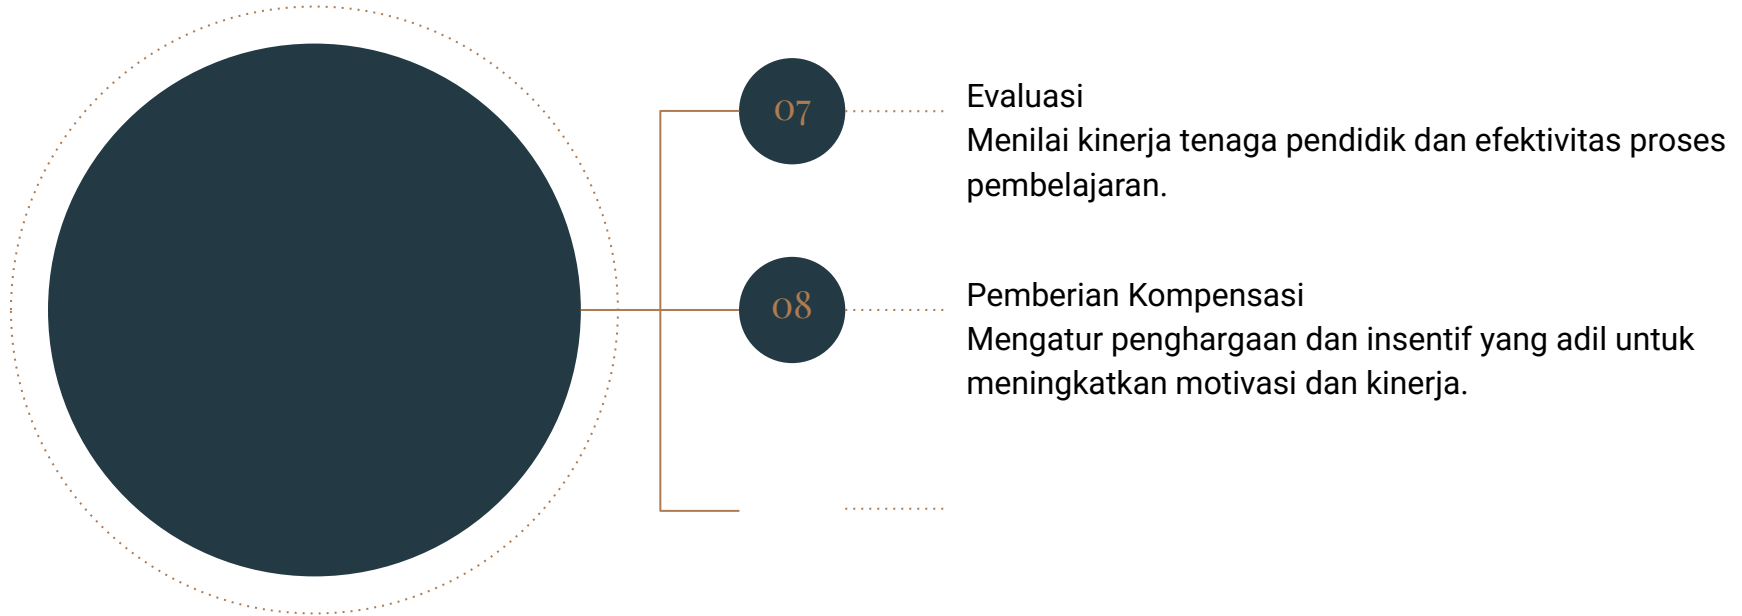 07
Evaluasi
Menilai kinerja tenaga pendidik dan efektivitas proses
pembelajaran.
08
Pemberian Kompensasi
Mengatur penghargaan dan insentif yang adil untuk
meningkatkan motivasi dan kinerja.